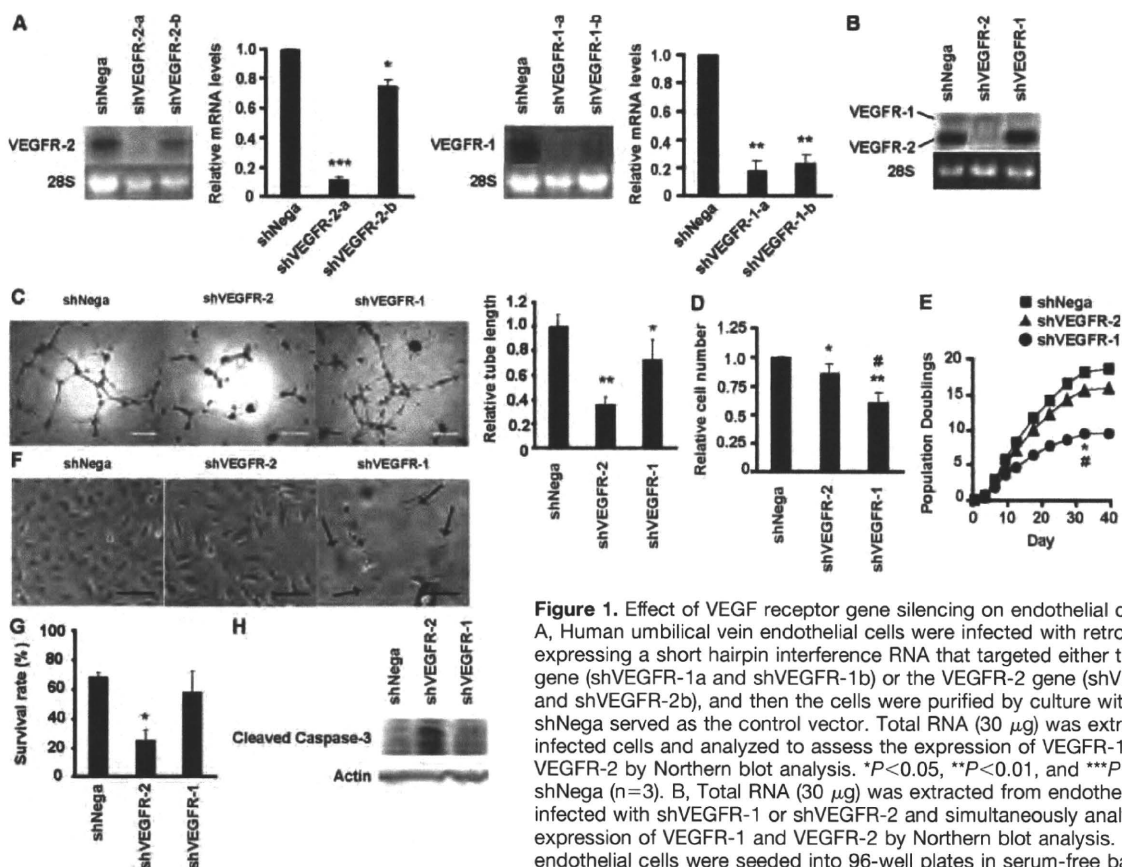 A
shNega
shVEGFR-2-a
shVEGFR-2-b
VEGFR-2
28S
Relative mRNA levels
1.0
0.8
0.6
0.4
0.2
***
*
shNega
shVEGFR-2-a
shVEGFR-2-b
shNega
shVEGFR-1-a
shVEGFR-1-b
VEGFR-1
28S
Relative mRNA levels
1.0
0.8
0.6
0.4
0.2
**
**
shNega
shVEGFR-1-a
shVEGFR-1-b
B
shNega
shVEGFR-2
shVEGFR-1
VEGFR-1
VEGFR-2
28S
C
shNega
shVEGFR-2
shVEGFR-1
Relative tube length
1.2
1.0
0.8
0.6
0.4
0.2
0
**
*
shNega
shVEGFR-2
shVEGFR-1
D
Relative cell number
1.25
1.00
0.75
0.50
0.25
0
*
#
**
shNega
shVEGFR-2
shVEGFR-1
E
shNega
shVEGFR-2
shVEGFR-1
Population Doublings
20
15
10
5
0
*
#
0 10 20 30 40
Day
F
shNega
shVEGFR-2
shVEGFR-1
G
Survival rate (%)
100
80
60
40
20
0
*
shNega
shVEGFR-2
shVEGFR-1
H
shNega
shVEGFR-2
shVEGFR-1
Cleaved Caspase-3
Actin
Figure 1. Effect of VEGF receptor gene silencing on endothelial
A, Human umbilical vein endothelial cells were infected with
expressing a short hairpin interference RNA that targeted either
gene (shVEGFR-1a and shVEGFR-1b) or the VEGFR-2 gene
and shVEGFR-2b), and then the cells were purified by culture
shNega served as the control vector. Total RNA (30 μg) was
infected cells and analyzed to assess the expression of
VEGFR-2 by Northern blot analysis. *P<0.05, **P<0.01, and
shNega (n=3). B, Total RNA (30 μg) was extracted from
infected with shVEGFR-1 or shVEGFR-2 and simultaneously
expression of VEGFR-1 and VEGFR-2 by Northern blot analysis.
endothelial cells were seeded into 96-well plates in serum-free